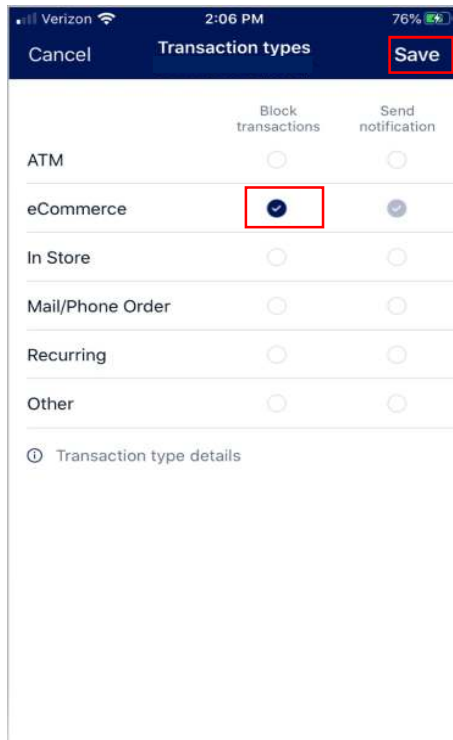 Verizon 2:06 PM 76%
Cancel Transaction types Save
Block Send
transactions notification
ATM
eCommerce
In Store
Mail/Phone Order
Recurring
Other
Transaction type details